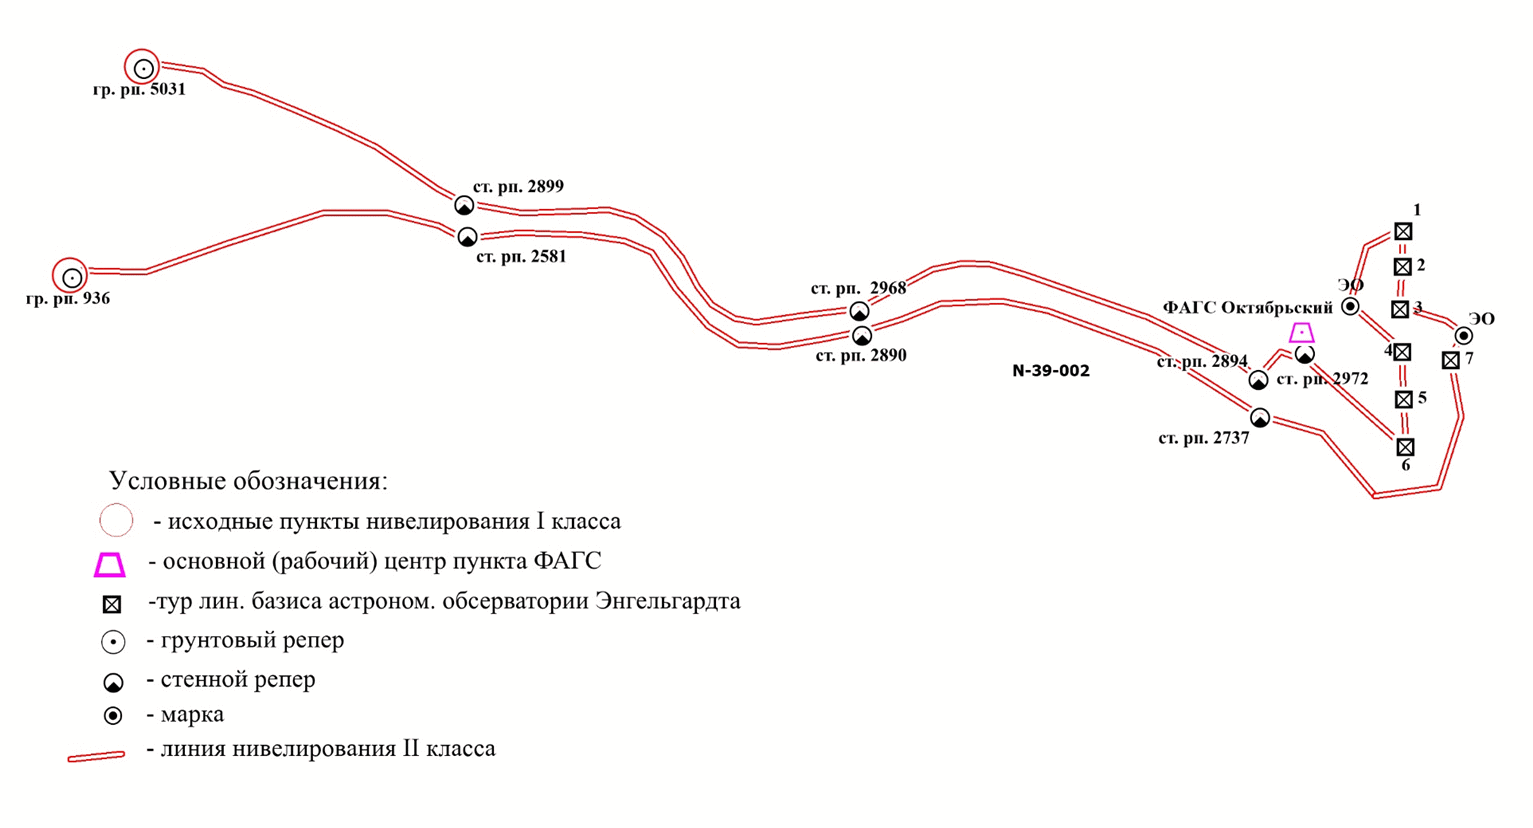 гр. рп. 5031
ст. рп. 2899
1
ст. рп. 2581
2
гр. рп. 936
ст. рп. 2968
ЭО
ФАГС Октябрьский
3
ЭО
ст. рп. 2890
4
ст. рп. 2894
7
N-39-002
ст. рп. 2972
5
ст. рп. 2737
6
Условные обозначения:
- исходные пункты нивелирования I класса
- основной (рабочий) центр пункта ФАГС
-тур лин. базиса астроном. обсерватории Энгельгардта
- грунтовый репер
- стенной репер
- марка
- линия нивелирования II класса